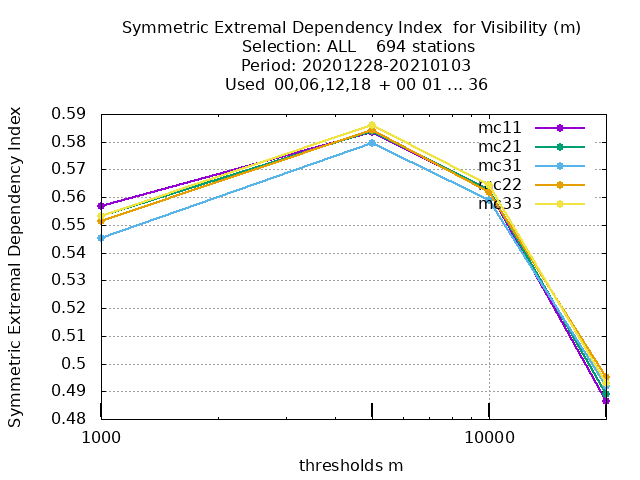 Symmetric Extremal Dependency Index  for Visibility (m)
Selection: ALL    694 stations
Period: 20201228-20210103
Used  00,06,12,18 + 00 01 ... 36
Symmetric Extremal Dependency Index
0.59
0.58
0.57
0.56
0.55
0.54
0.53
0.52
0.51
0.5
0.49
0.48
mc11
mc21
mc31
mc22
mc33
1000
10000
thresholds m